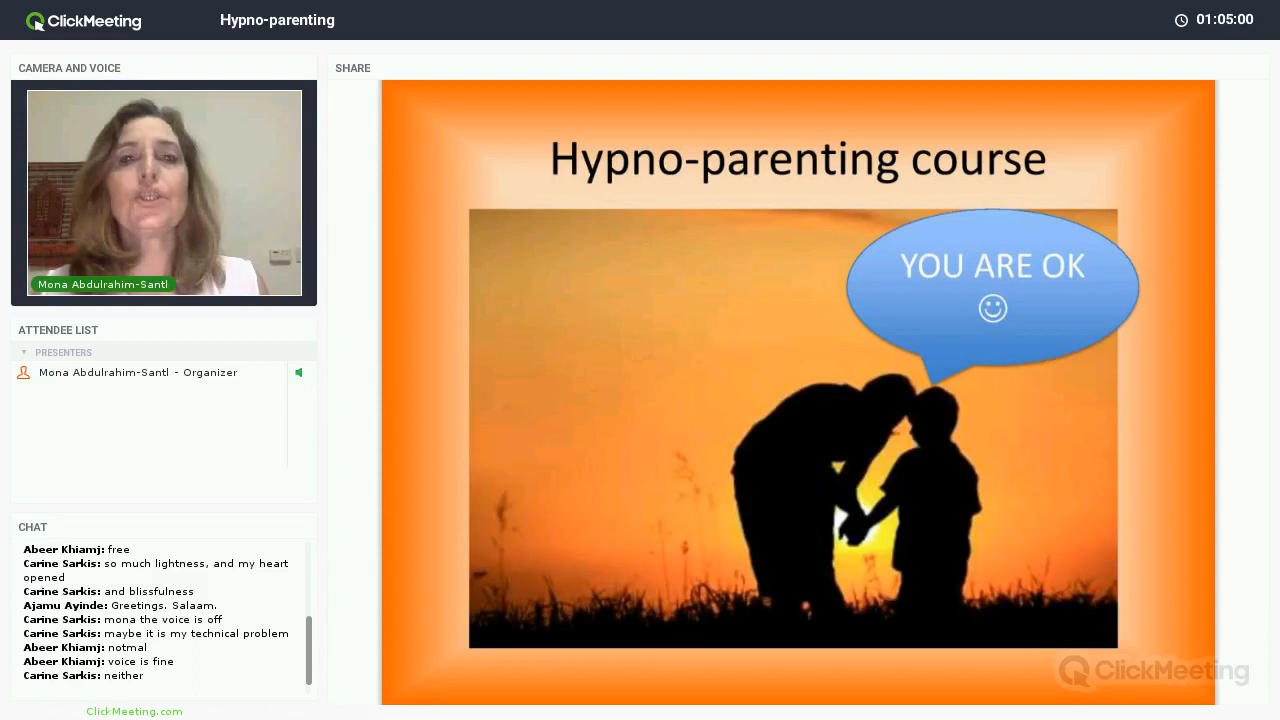 ClickMeeting
Hypno-parenting
01:05:00
CAMERA AND VOICE
Mona Abdulrahim-Santl
ATTENDEE LIST
PRESENTERS
Mona Abdulrahim-Santl - Organizer
CHAT
Abeer Khiamj: free
Carine Sarkis: so much lightness, and my heart
opened
Carine Sarkis: and blissfulness
Ajamu Ayinde: Greetings. Salaam.
Carine Sarkis: mona the voice is off
Carine Sarkis: maybe it is my technical problem
Abeer Khiamj: notmal
Abeer Khiamj: voice is fine
Carine Sarkis: neither
ClickMeeting.com
SHARE
Hypno-parenting course
YOU ARE OK
☺
ClickMeeting